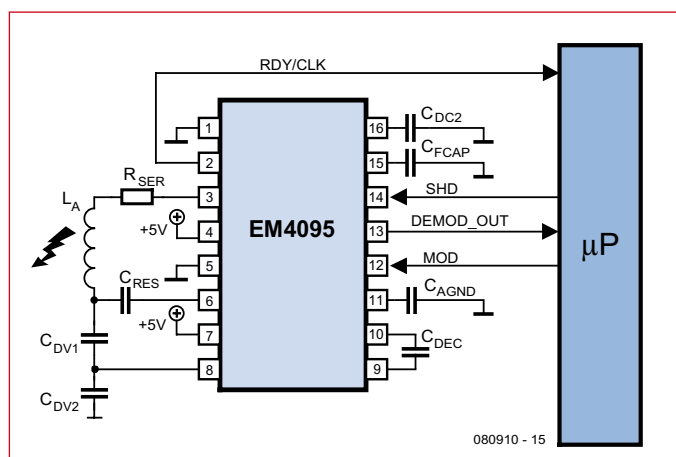 RDY/CLK
1
16
C_DC2
2
15
C_FCAP
R_SER
3
14
SHD
L_A
+5V
4
EM4095
13
DEMOD_OUT
µP
5
12
MOD
C_RES
6
11
C_AGND
+5V
7
10
C_DEC
C_DV1
8
9
C_DV2
080910 - 15